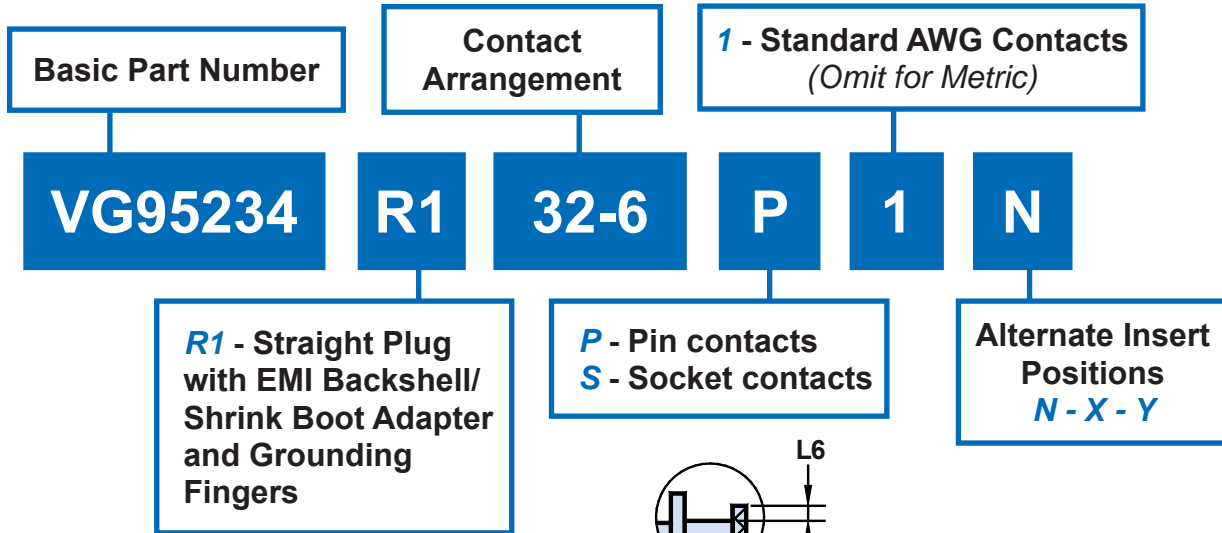 Basic Part Number
Contact
Arrangement
1 - Standard AWG Contacts
(Omit for Metric)
VG95234 R1 32-6 P 1 N
R1 - Straight Plug
with EMI Backshell/
Shrink Boot Adapter
and Grounding
Fingers
P - Pin contacts
S - Socket contacts
Alternate Insert
Positions
N - X - Y
L6